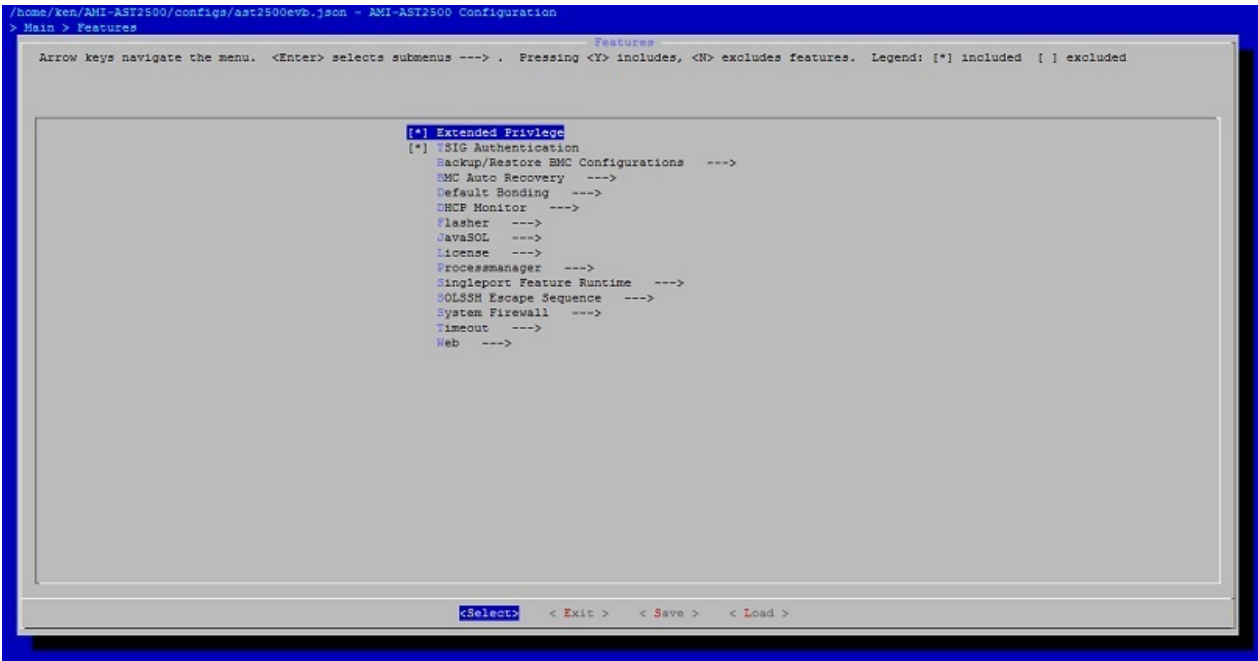 /home/ken/AMI-AST2500/configs/ast2500evb.json - AMI-AST2500 Configuration
> Main > Features
Features
Arrow keys navigate the menu. <Enter> selects submenus ---> . Pressing <Y> includes, <N> excludes features. Legend: [*] included [ ] excluded
[*] Extended Privlege
[*] TSIG Authentication
Backup/Restore BMC Configurations --->
BMC Auto Recovery --->
Default Bonding --->
DHCP Monitor --->
Flasher --->
JavaSOL --->
License --->
Processmanager --->
Singleport Feature Runtime --->
SOLSSH Escape Sequence --->
System Firewall --->
Timeout --->
Web --->
<Select> < Exit > < Save > < Load >